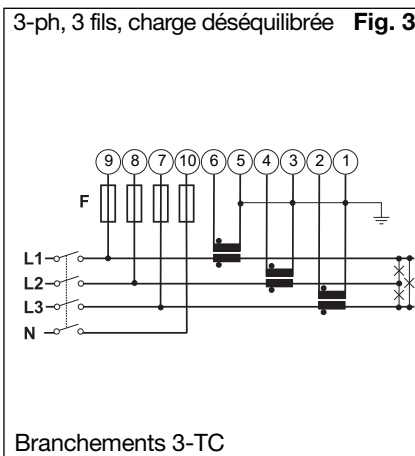 3-ph, 3 fils, charge déséquilibrée Fig. 3
9 8 7 10 6 5 4 3 2 1
F
L1
L2
L3
N
Branchements 3-TC